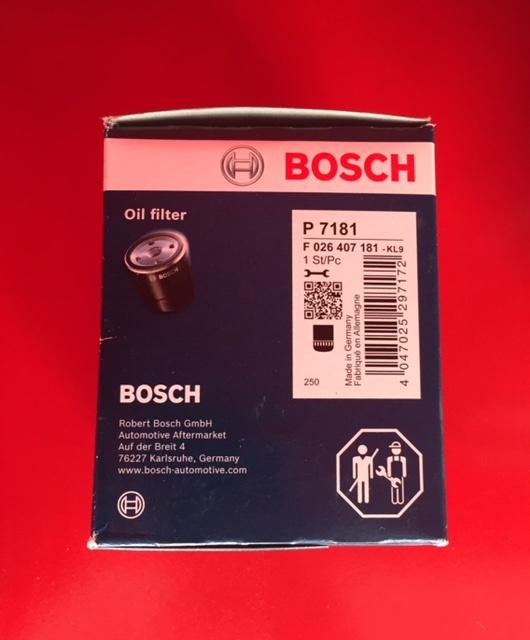 BOSCH
Oil filter
BOSCH
P 7181
F 026 407 181 -KL9
1 St/Pc
250
Made in Germany
Fabriqué en Allemagne
4 047025 297172
BOSCH
Robert Bosch GmbH
Automotive Aftermarket
Auf der Breit 4
76227 Karlsruhe, Germany
www.bosch-automotive.com